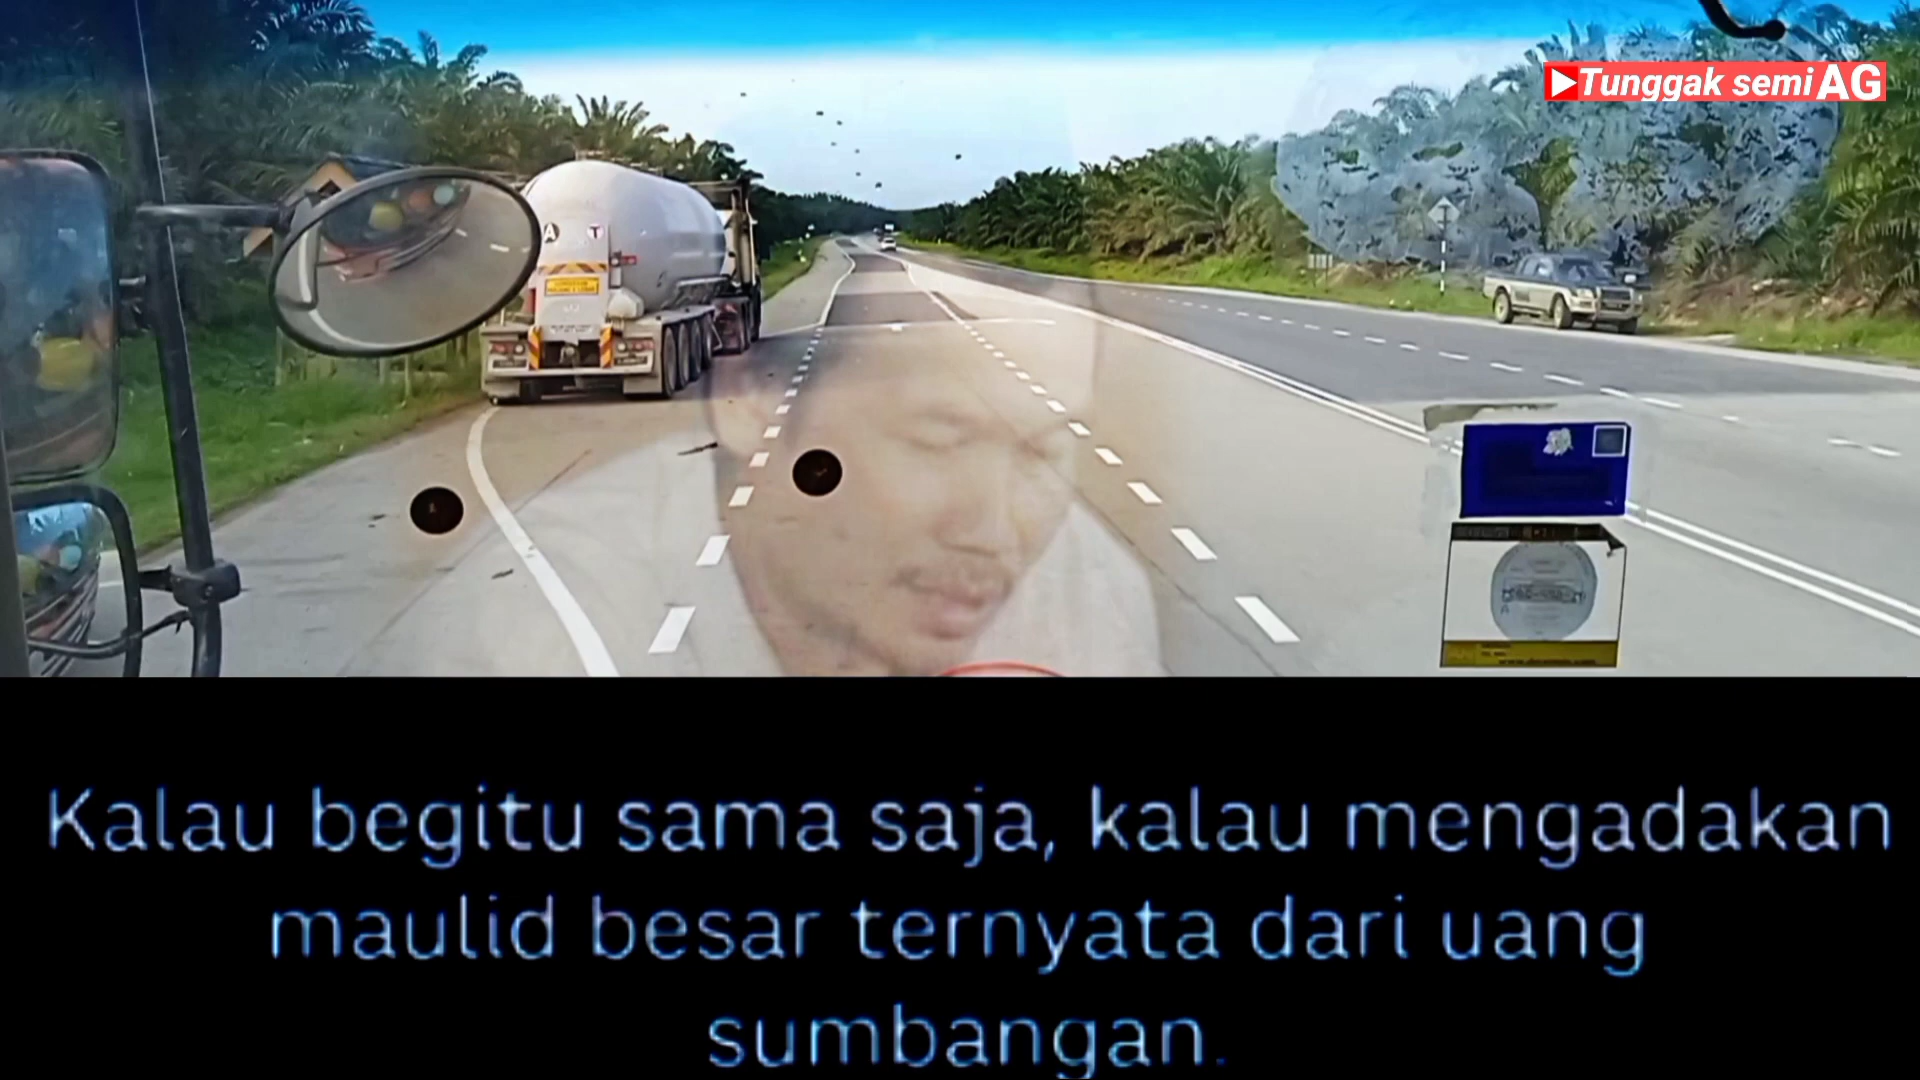 Tunggak semi AG
A
T
Kalau begitu sama saja, kalau mengadakan
maulid besar ternyata dari uang
sumbangan.